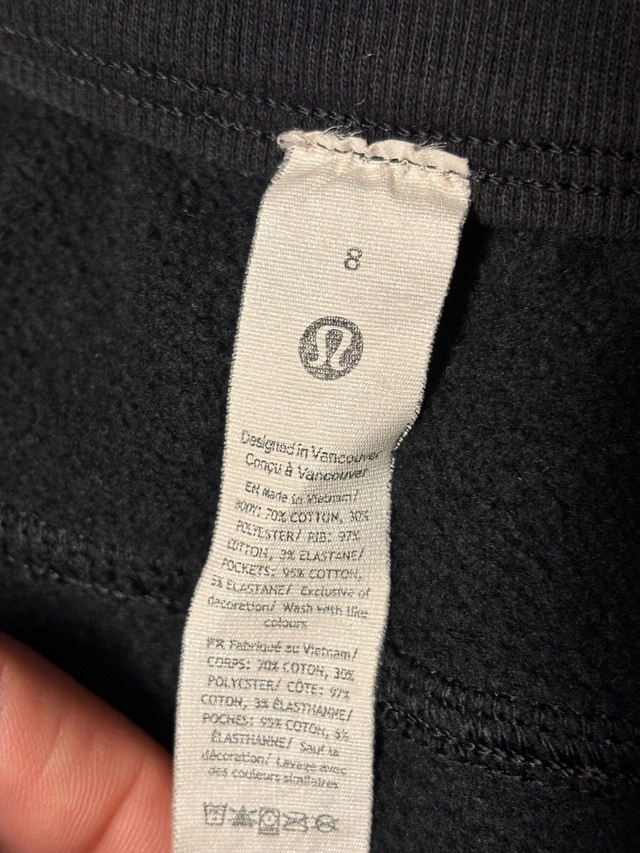 8
Designed in Vancouver
Conçu à Vancouver
EN Made in Vietnam/
BODY: 70% COTTON, 30%
POLYESTER/ RIB: 97%
COTTON, 3% ELASTANE/
POCKETS: 95% COTTON,
5% ELASTANE/ Exclusive of
decoration/ Wash with like
colours
Fabriqué au Vietnam/
CORPS: 70% COTON, 30%
POLYESTER/ CÔTE: 97%
COTON, 3% ÉLASTHANNE/
POCHES: 95% COTON, 5%
ÉLASTHANNE/ Sauf la
décoration/ Lavage avec
des couleurs similaires